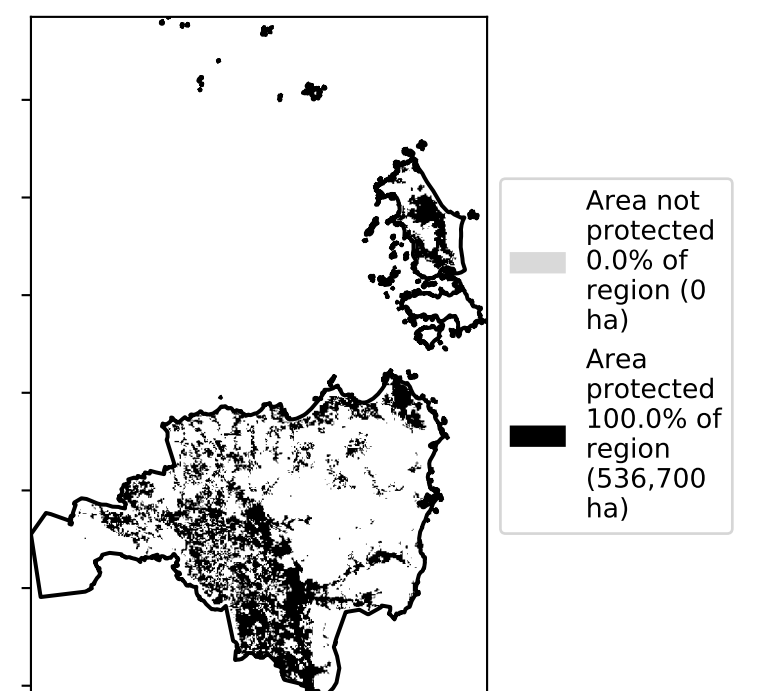 Area not
protected
0.0% of
region (0
ha)
Area
protected
100.0% of
region
(536,700
ha)